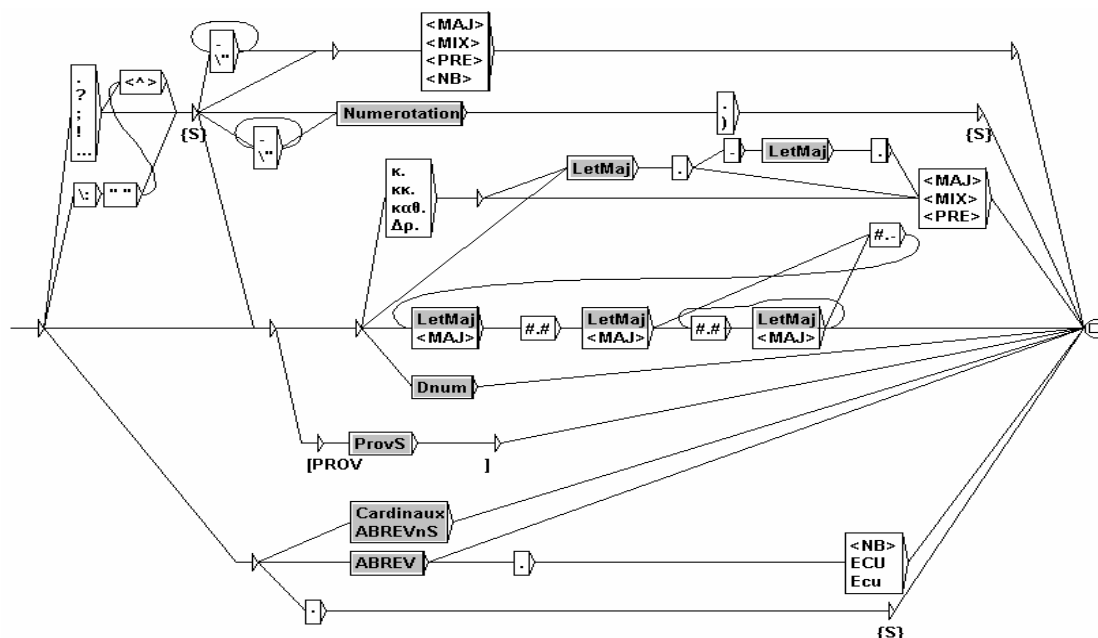 -
\"
<MAJ>
<MIX>
<PRE>
<NB>
.
?
;
!
...
<^>
{S}
Numerotation
.
)
{S}
-
\"
\:
" "
κ.
κκ.
καθ.
Δρ.
LetMaj
.
-
LetMaj
.
<MAJ>
<MIX>
<PRE>
#.-
LetMaj
<MAJ>
#.#
LetMaj
<MAJ>
#.#
LetMaj
<MAJ>
Dnum
ProvS
[PROV
]
Cardinaux
ABREVnS
ABREV
.
<NB>
ECU
Ecu
.
{S}